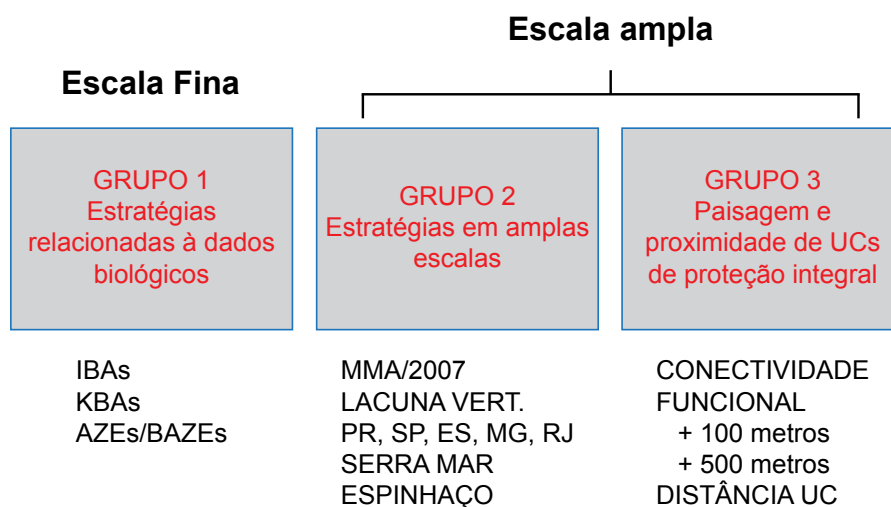 Escala ampla
Escala Fina
GRUPO 1
Estratégias
relacionadas à dados
biológicos
GRUPO 2
Estratégias em amplas
escalas
GRUPO 3
Paisagem e
proximidade de UCs
de proteção integral
IBAs
KBAs
AZEs/BAZEs
MMA/2007
LACUNA VERT.
PR, SP, ES, MG, RJ
SERRA MAR
ESPINHAÇO
CONECTIVIDADE
FUNCIONAL
+ 100 metros
+ 500 metros
DISTÂNCIA UC